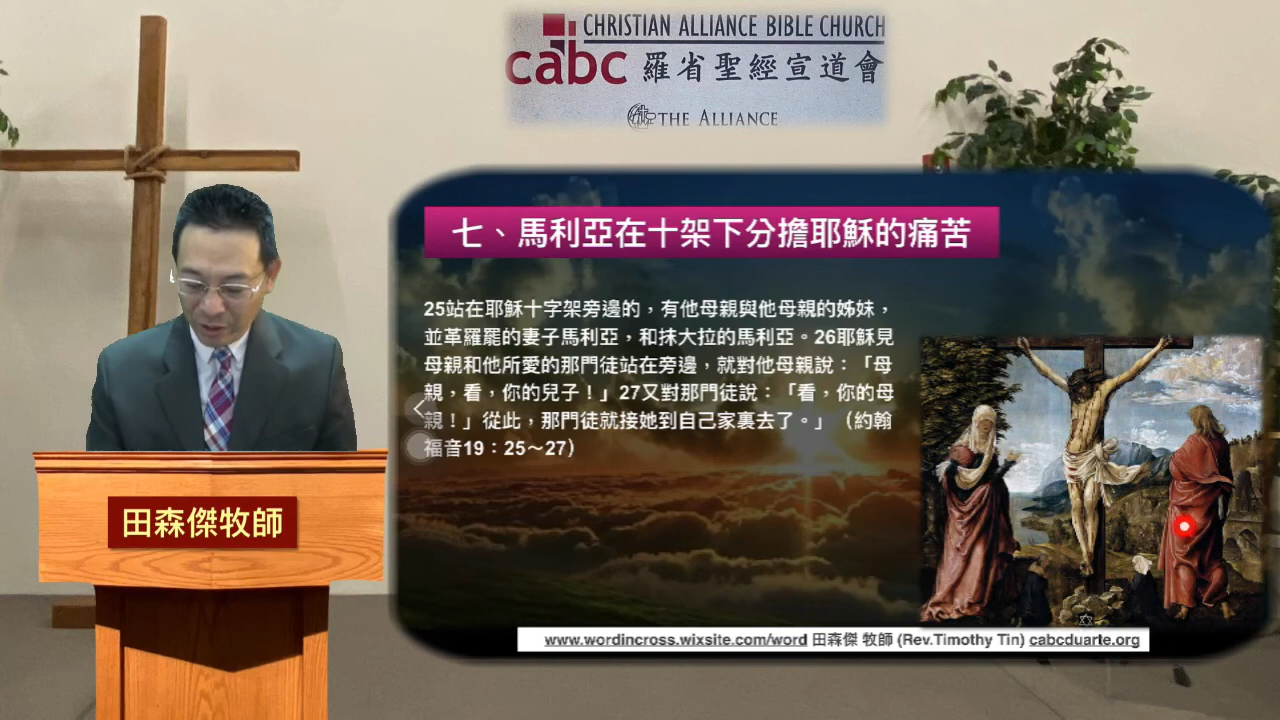 CHRISTIAN ALLIANCE BIBLE CHURCH
cabc 羅省聖經宣道會
THE ALLIANCE
七、馬利亞在十架下分擔耶穌的痛苦
25站在耶穌十字架旁邊的，有他母親與他母親的姊妹，
並革羅罷的妻子馬利亞，和抹大拉的馬利亞。26耶穌見
母親和他所愛的那門徒站在旁邊，就對他母親說：「母
親，看，你的兒子！」27又對那門徒說：「看，你的母
親！」從此，那門徒就接她到自己家裏去了。」（約翰
福音19：25～27）
田森傑牧師
www.wordincross.wixsite.com/word 田森傑 牧師 (Rev.Timothy Tin) cabcduarte.org